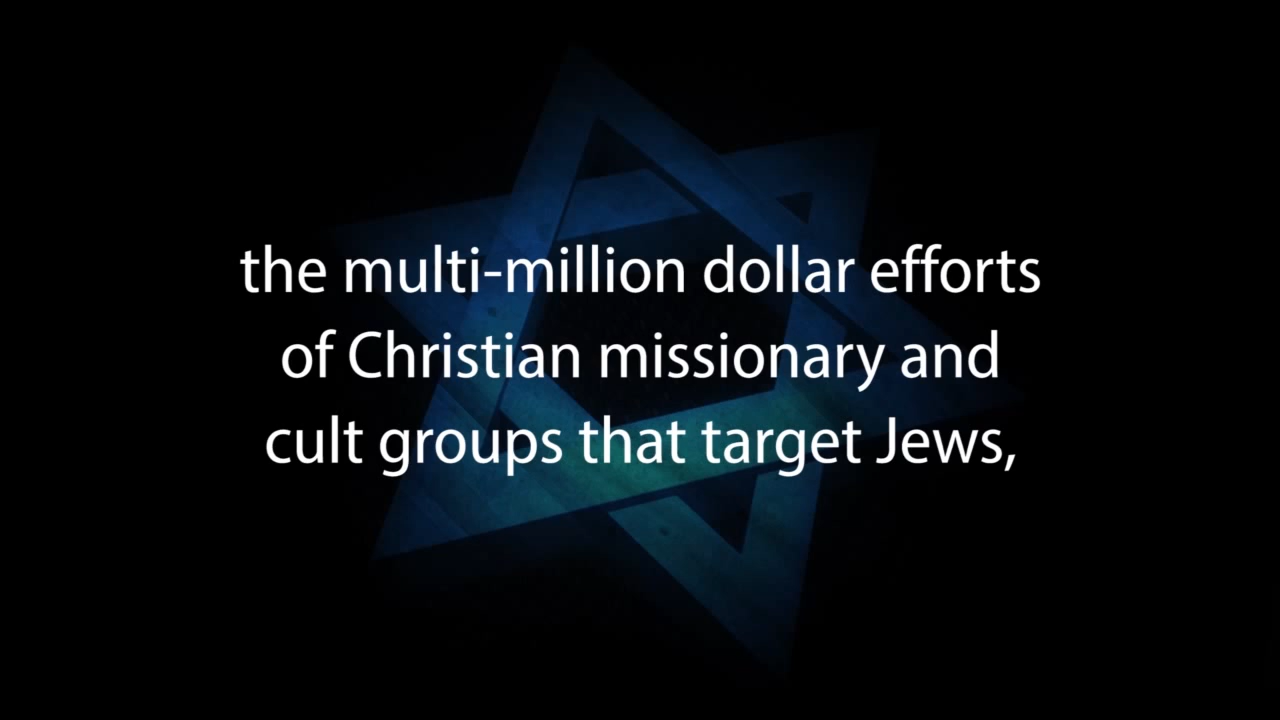 the multi-million dollar efforts
of Christian missionary and
cult groups that target Jews,